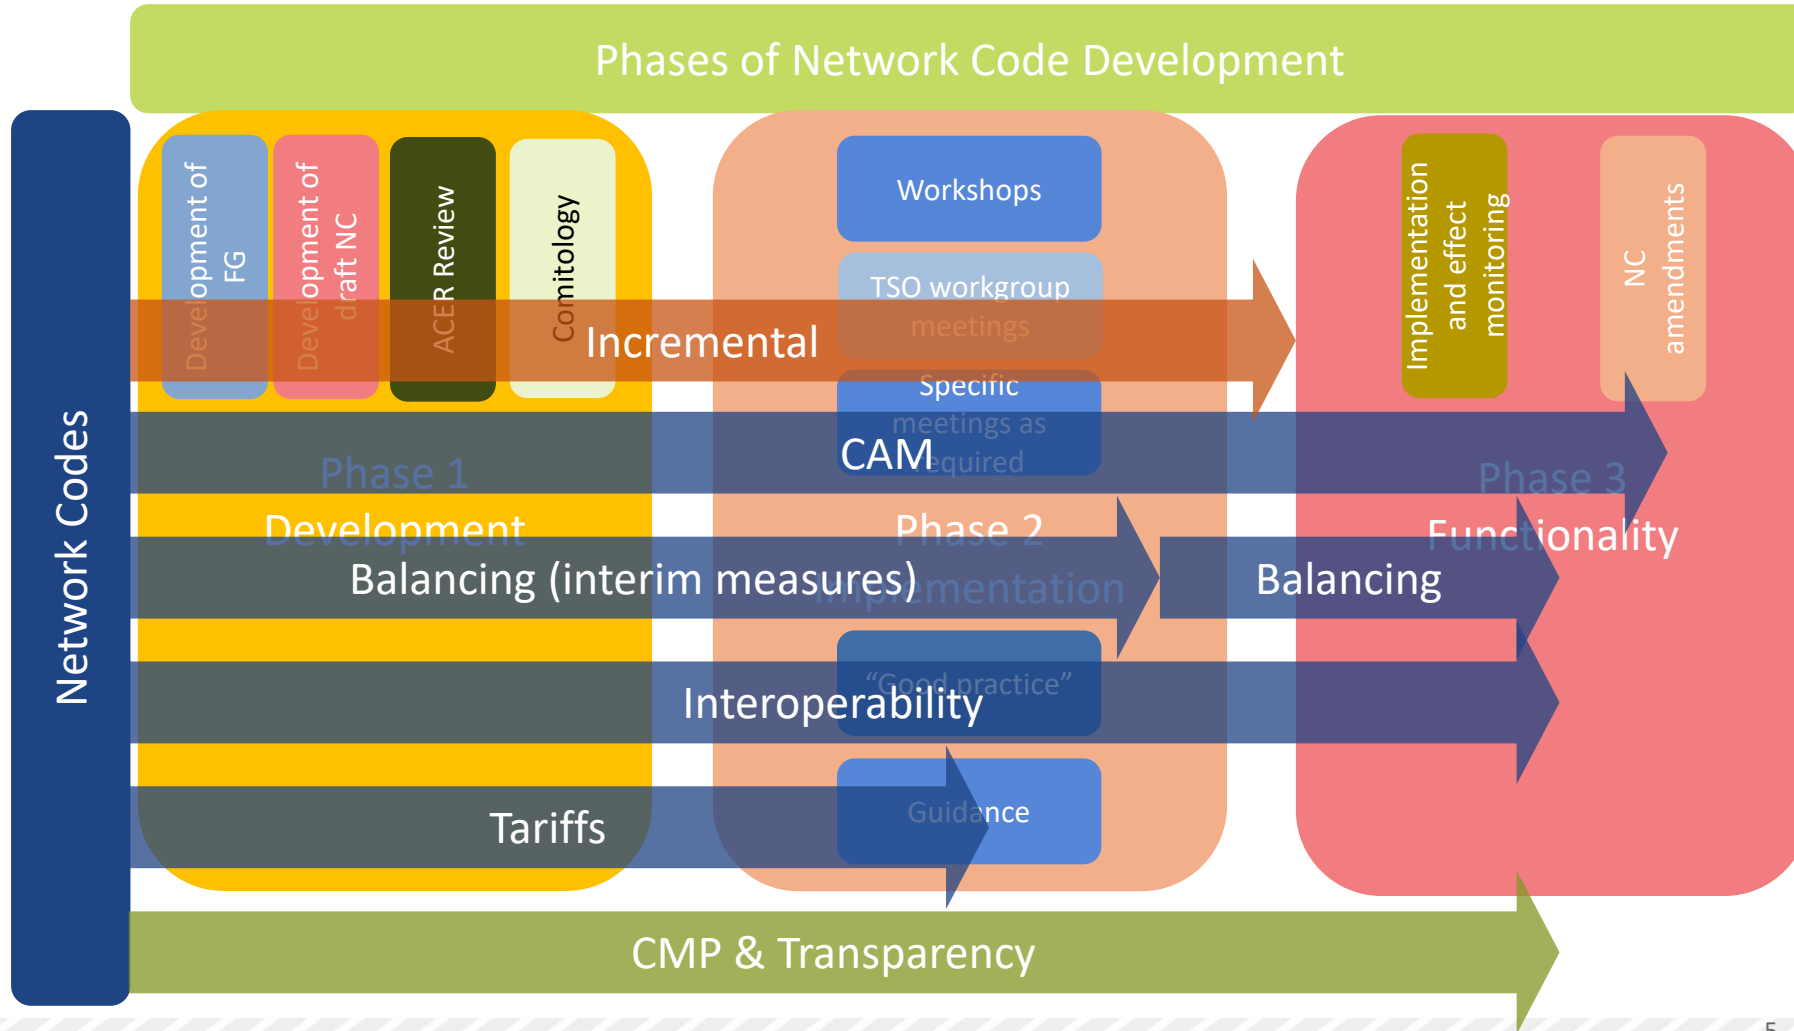 Phases of Network Code Development
Network Codes
Development of
FG
Development of
draft NC
ACER Review
Comitology
Workshops
TSO workgroup
meetings
Specific
meetings as
required
Implementation
and effect
monitoring
NC
amendments
Incremental
CAM
Phase 1
Development
Phase 2
Implementation
Phase 3
Functionality
Balancing (interim measures)
Balancing
"Good practice”
Interoperability
Guidance
Tariffs
CMP & Transparency
5